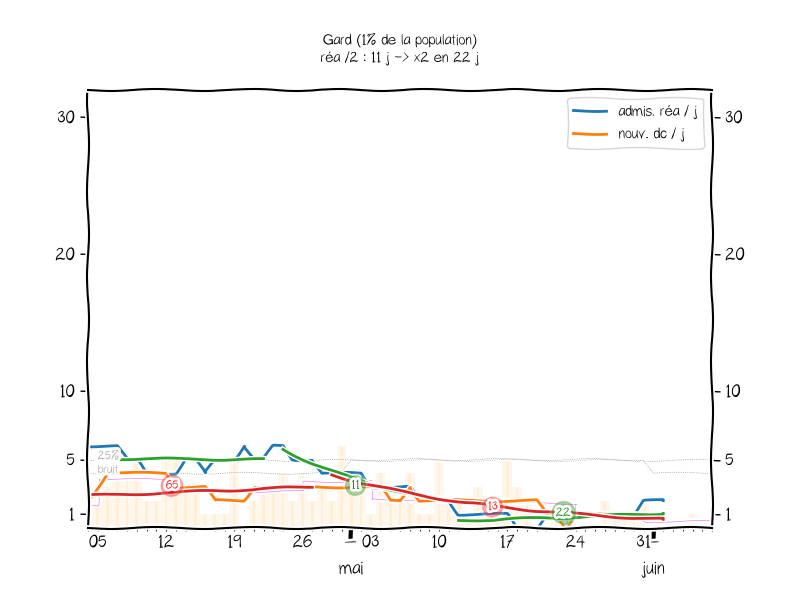 Gard (1% de la population)
réa /2 : 11 j -> x2 en 22 j
admis. réa / j
nouv. dc / j
30
30
20
20
10
10
5
5
1
1
25%
bruit
65
11
13
22
05 12 19 26 03 10 17 24 31
mai juin